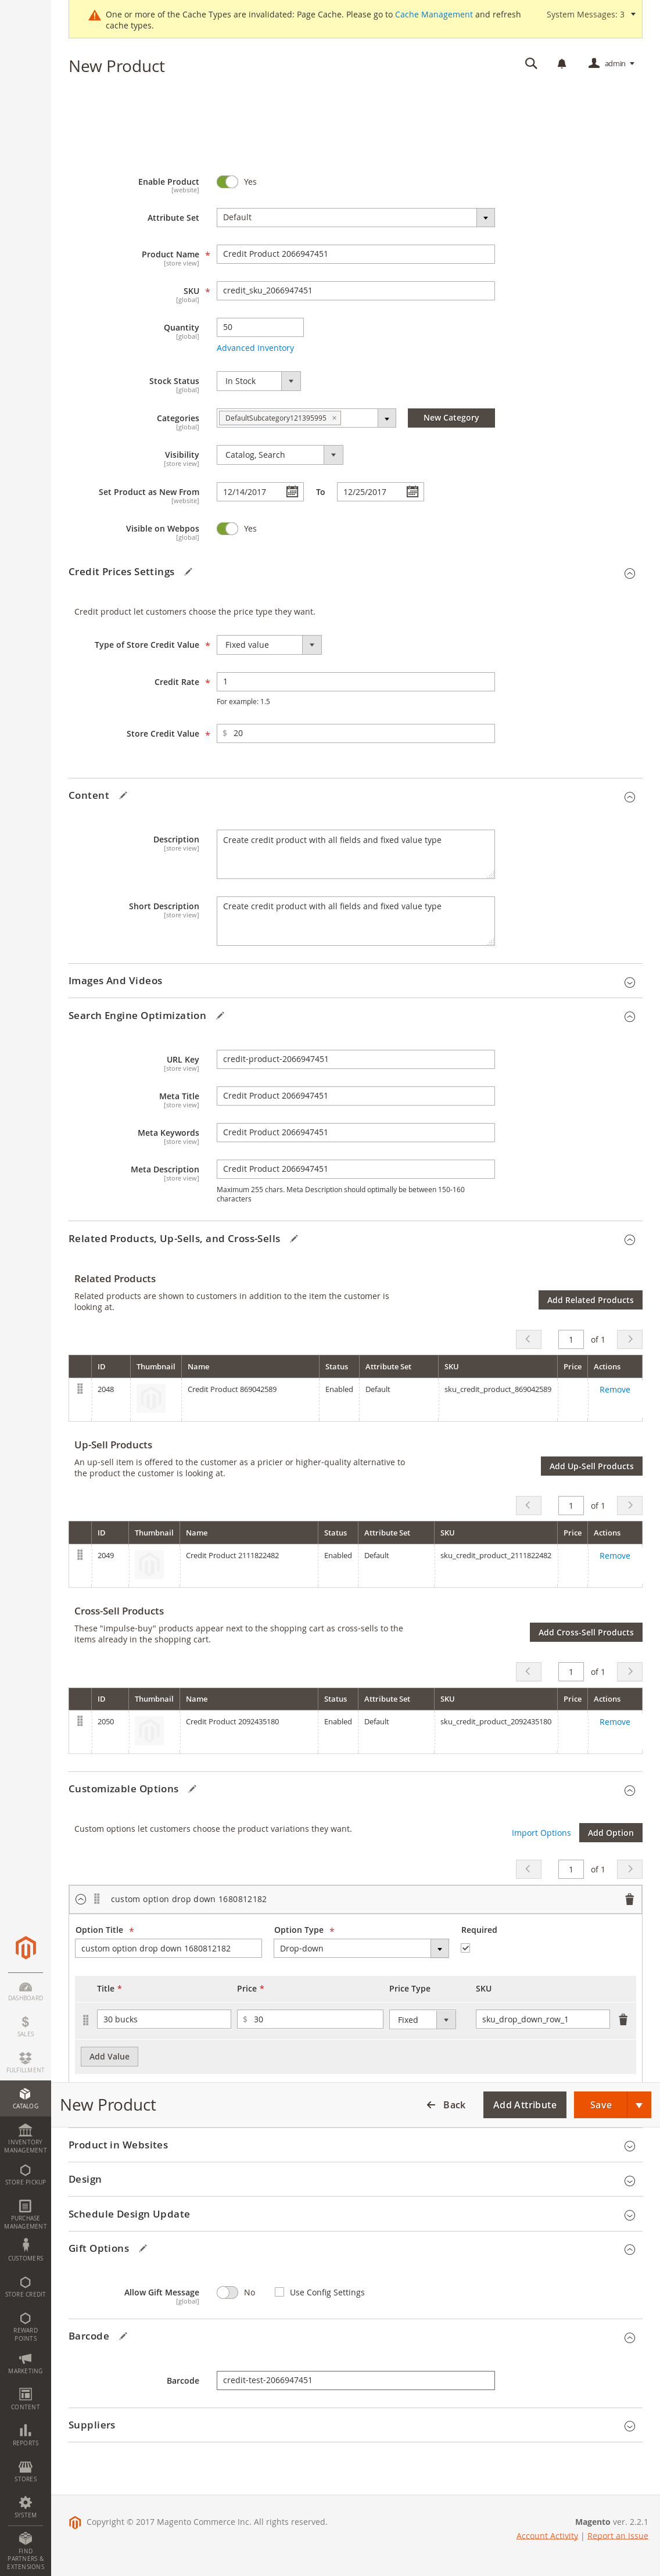 One or more of the Cache Types are invalidated: Page Cache. Please go to Cache Management and refresh
cache types.
System Messages: 3
New Product
admin
Enable Product
[website]
Yes
Attribute Set
Default
Product Name *
[store view]
Credit Product 2066947451
SKU *
[global]
credit_sku_2066947451
Quantity
[global]
50
Advanced Inventory
Stock Status
[global]
In Stock
Categories
[global]
DefaultSubcategory121395995 ×
New Category
Visibility
[store view]
Catalog, Search
Set Product as New From
[website]
12/14/2017
To
12/25/2017
Visible on Webpos
[global]
Yes
Credit Prices Settings
Credit product let customers choose the price type they want.
Type of Store Credit Value *
Fixed value
Credit Rate *
1
For example: 1.5
Store Credit Value *
$ 20
Content
Description
[store view]
Create credit product with all fields and fixed value type
Short Description
[store view]
Create credit product with all fields and fixed value type
Images And Videos
Search Engine Optimization
URL Key
[store view]
credit-product-2066947451
Meta Title
[store view]
Credit Product 2066947451
Meta Keywords
[store view]
Credit Product 2066947451
Meta Description
[store view]
Credit Product 2066947451
Maximum 255 chars. Meta Description should optimally be between 150-160
characters
Related Products, Up-Sells, and Cross-Sells
Related Products
Related products are shown to customers in addition to the item the customer is
looking at.
Add Related Products
1 of 1
ID Thumbnail Name Status Attribute Set SKU Price Actions
2048 Credit Product 869042589 Enabled Default sku_credit_product_869042589 Remove
Up-Sell Products
An up-sell item is offered to the customer as a pricier or higher-quality alternative to
the product the customer is looking at.
Add Up-Sell Products
1 of 1
ID Thumbnail Name Status Attribute Set SKU Price Actions
2049 Credit Product 2111822482 Enabled Default sku_credit_product_2111822482 Remove
Cross-Sell Products
These "impulse-buy" products appear next to the shopping cart as cross-sells to the
items already in the shopping cart.
Add Cross-Sell Products
1 of 1
ID Thumbnail Name Status Attribute Set SKU Price Actions
2050 Credit Product 2092435180 Enabled Default sku_credit_product_2092435180 Remove
Customizable Options
Custom options let customers choose the product variations they want.
Import Options
Add Option
1 of 1
custom option drop down 1680812182
Option Title * Option Type * Required
custom option drop down 1680812182 Drop-down
Title * Price * Price Type SKU
30 bucks $ 30 Fixed sku_drop_down_row_1
Add Value
New Product
Back
Add Attribute
Save
Product in Websites
Design
Schedule Design Update
Gift Options
Allow Gift Message
[global]
No
Use Config Settings
Barcode
Barcode
credit-test-2066947451
Suppliers
DASHBOARD
$
SALES
FULFILLMENT
CATALOG
INVENTORY
MANAGEMENT
STORE PICKUP
PURCHASE
MANAGEMENT
CUSTOMERS
STORE CREDIT
REWARD
POINTS
MARKETING
CONTENT
REPORTS
STORES
SYSTEM
FIND
PARTNERS &
EXTENSIONS
Copyright © 2017 Magento Commerce Inc. All rights reserved.
Magento ver. 2.2.1
Account Activity | Report an Issue